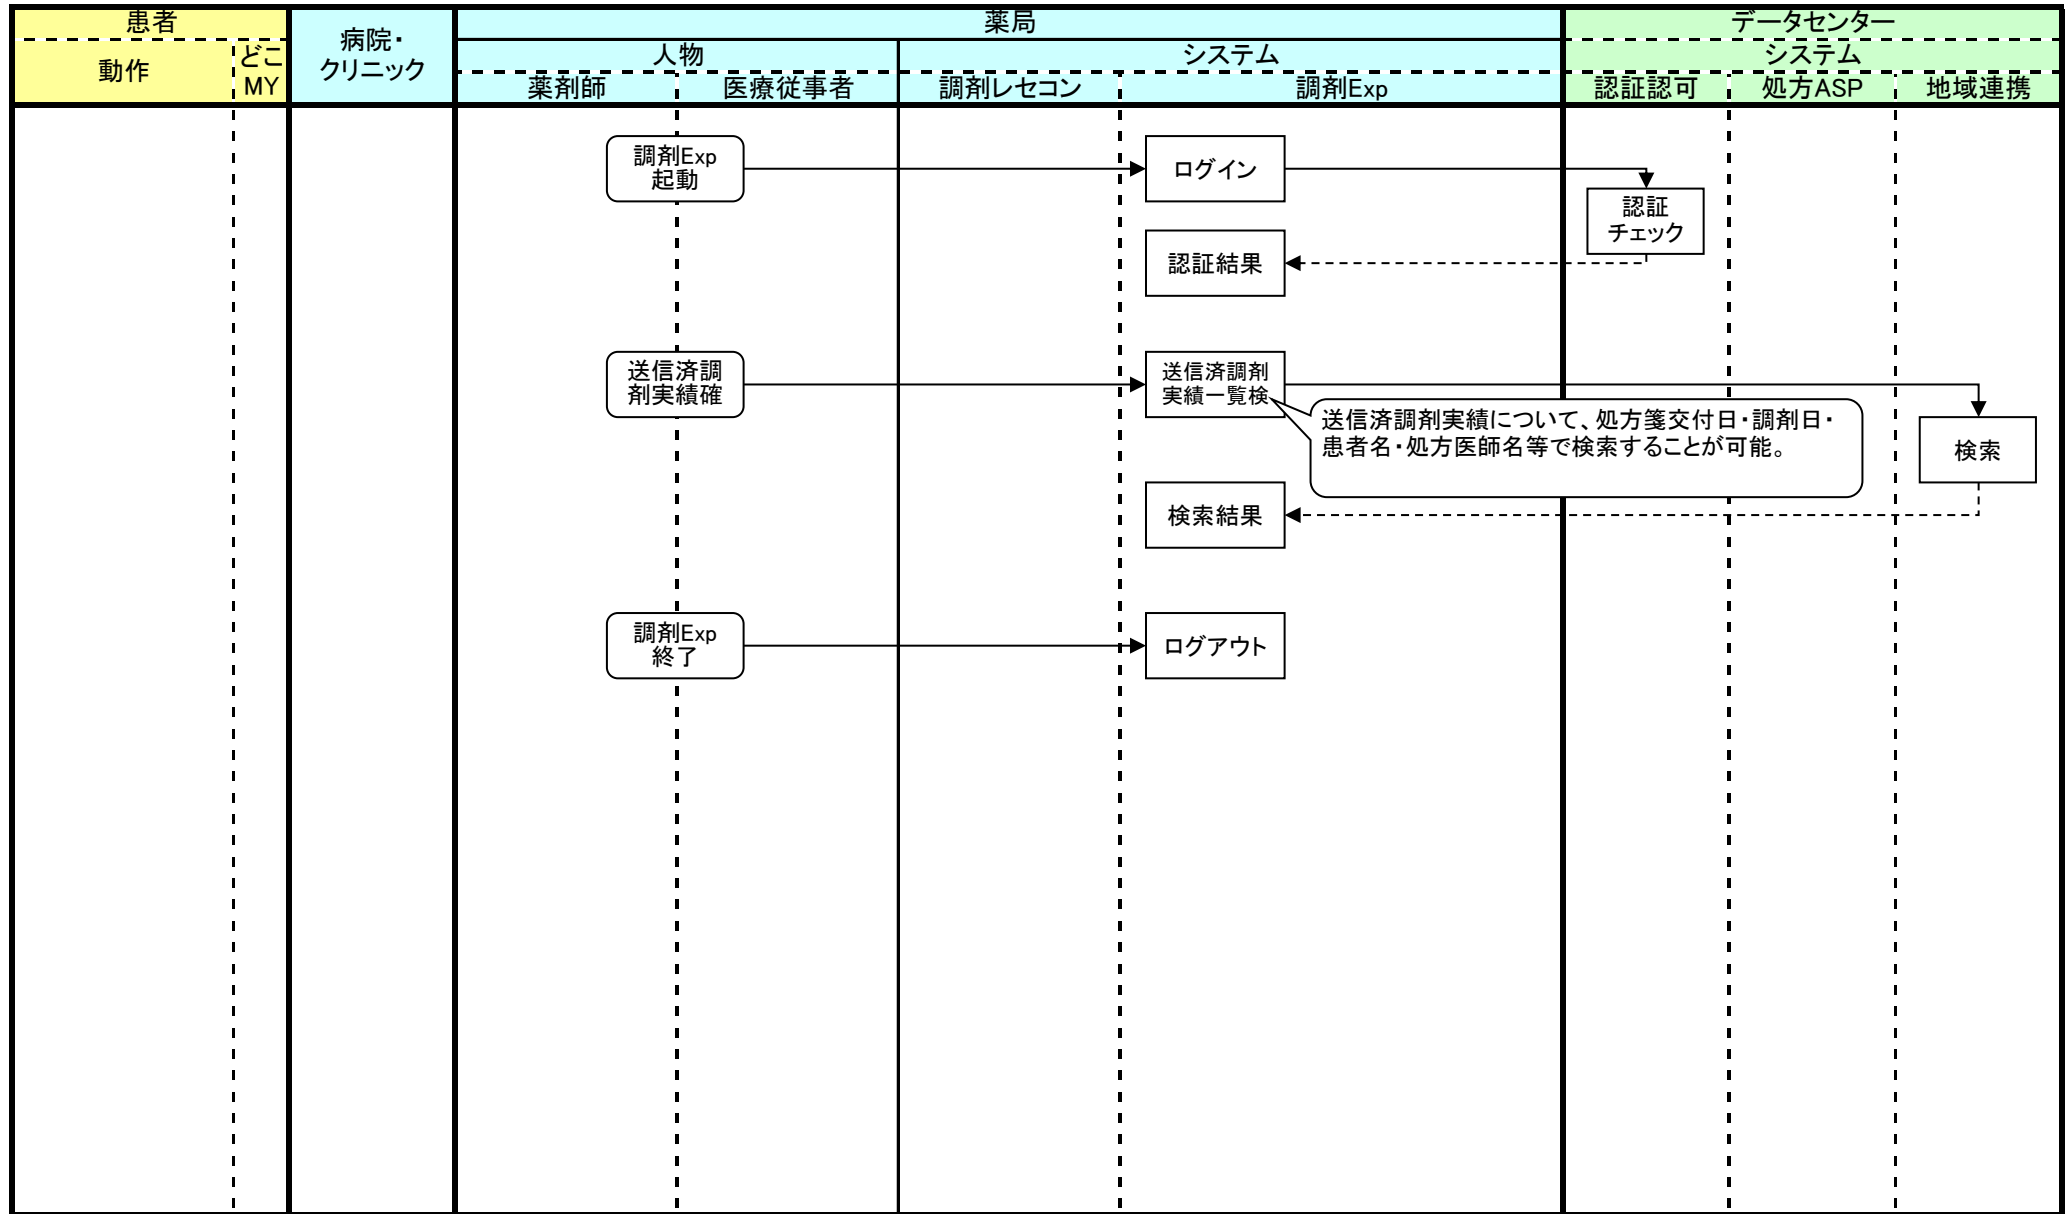 患者
病院・
クリニック
薬局
データセンター
動作
どこ
MY
人物
システム
システム
薬剤師
医療従事者
調剤レセコン
調剤Exp
認証認可
処方ASP
地域連携
調剤Exp
起動
ログイン
認証
チェック
認証結果
送信済調
剤実績確
送信済調剤
実績一覧検
送信済調剤実績について、処方箋交付日・調剤日・
患者名・処方医師名等で検索することが可能。
検索
検索結果
調剤Exp
終了
ログアウト